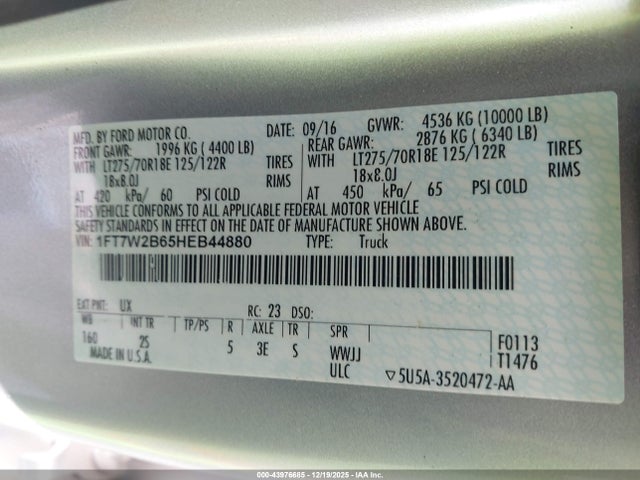 MFD. BY FORD MOTOR CO.
DATE: 09/16 GVWR: 4536 KG (10000 LB)
FRONT GAWR: 1996 KG ( 4400 LB) REAR GAWR: 2876 KG ( 6340 LB)
WITH LT275/70R18E 125/122R TIRES WITH LT275/70R18E 125/122R TIRES
18x8.0J RIMS 18x8.0J RIMS
AT 420 kPa/ 60 PSI COLD AT 450 kPa/ 65 PSI COLD
THIS VEHICLE CONFORMS TO ALL APPLICABLE FEDERAL MOTOR VEHICLE
SAFETY STANDARDS IN EFFECT ON THE DATE OF MANUFACTURE SHOWN ABOVE.
VIN: 1FT7W2B65HEB44880 TYPE: Truck
EXT PNT: UX RC: 23 DSO:
WB INT TR TP/PS R AXLE TR SPR
160 25 5 3E S WWJJ F0113
MADE IN U.S.A. ULC T1476
▽5U5A-3520472-AA
000-43976665 - 12/19/2025 - IAAI.com